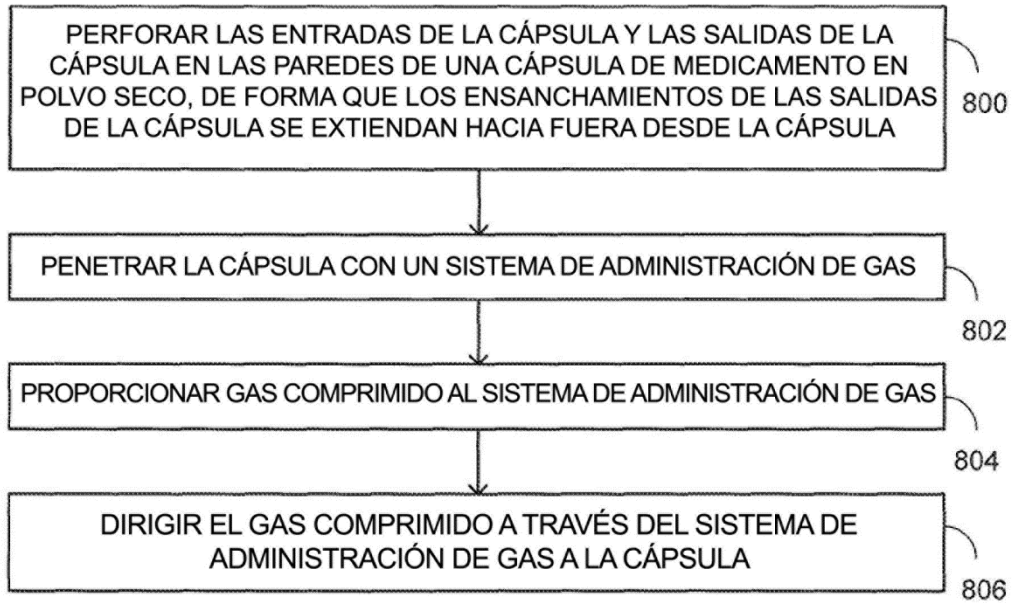 PERFORAR LAS ENTRADAS DE LA CÁPSULA Y LAS SALIDAS DE LA
CÁPSULA EN LAS PAREDES DE UNA CÁPSULA DE MEDICAMENTO EN
POLVO SECO, DE FORMA QUE LOS ENSANCHAMIENTOS DE LAS SALIDAS
DE LA CÁPSULA SE EXTIENDAN HACIA FUERA DESDE LA CÁPSULA
800
PENETRAR LA CÁPSULA CON UN SISTEMA DE ADMINISTRACIÓN DE GAS
802
PROPORCIONAR GAS COMPRIMIDO AL SISTEMA DE ADMINISTRACIÓN DE GAS
804
DIRIGIR EL GAS COMPRIMIDO A TRAVÉS DEL SISTEMA DE
ADMINISTRACIÓN DE GAS A LA CÁPSULA
806